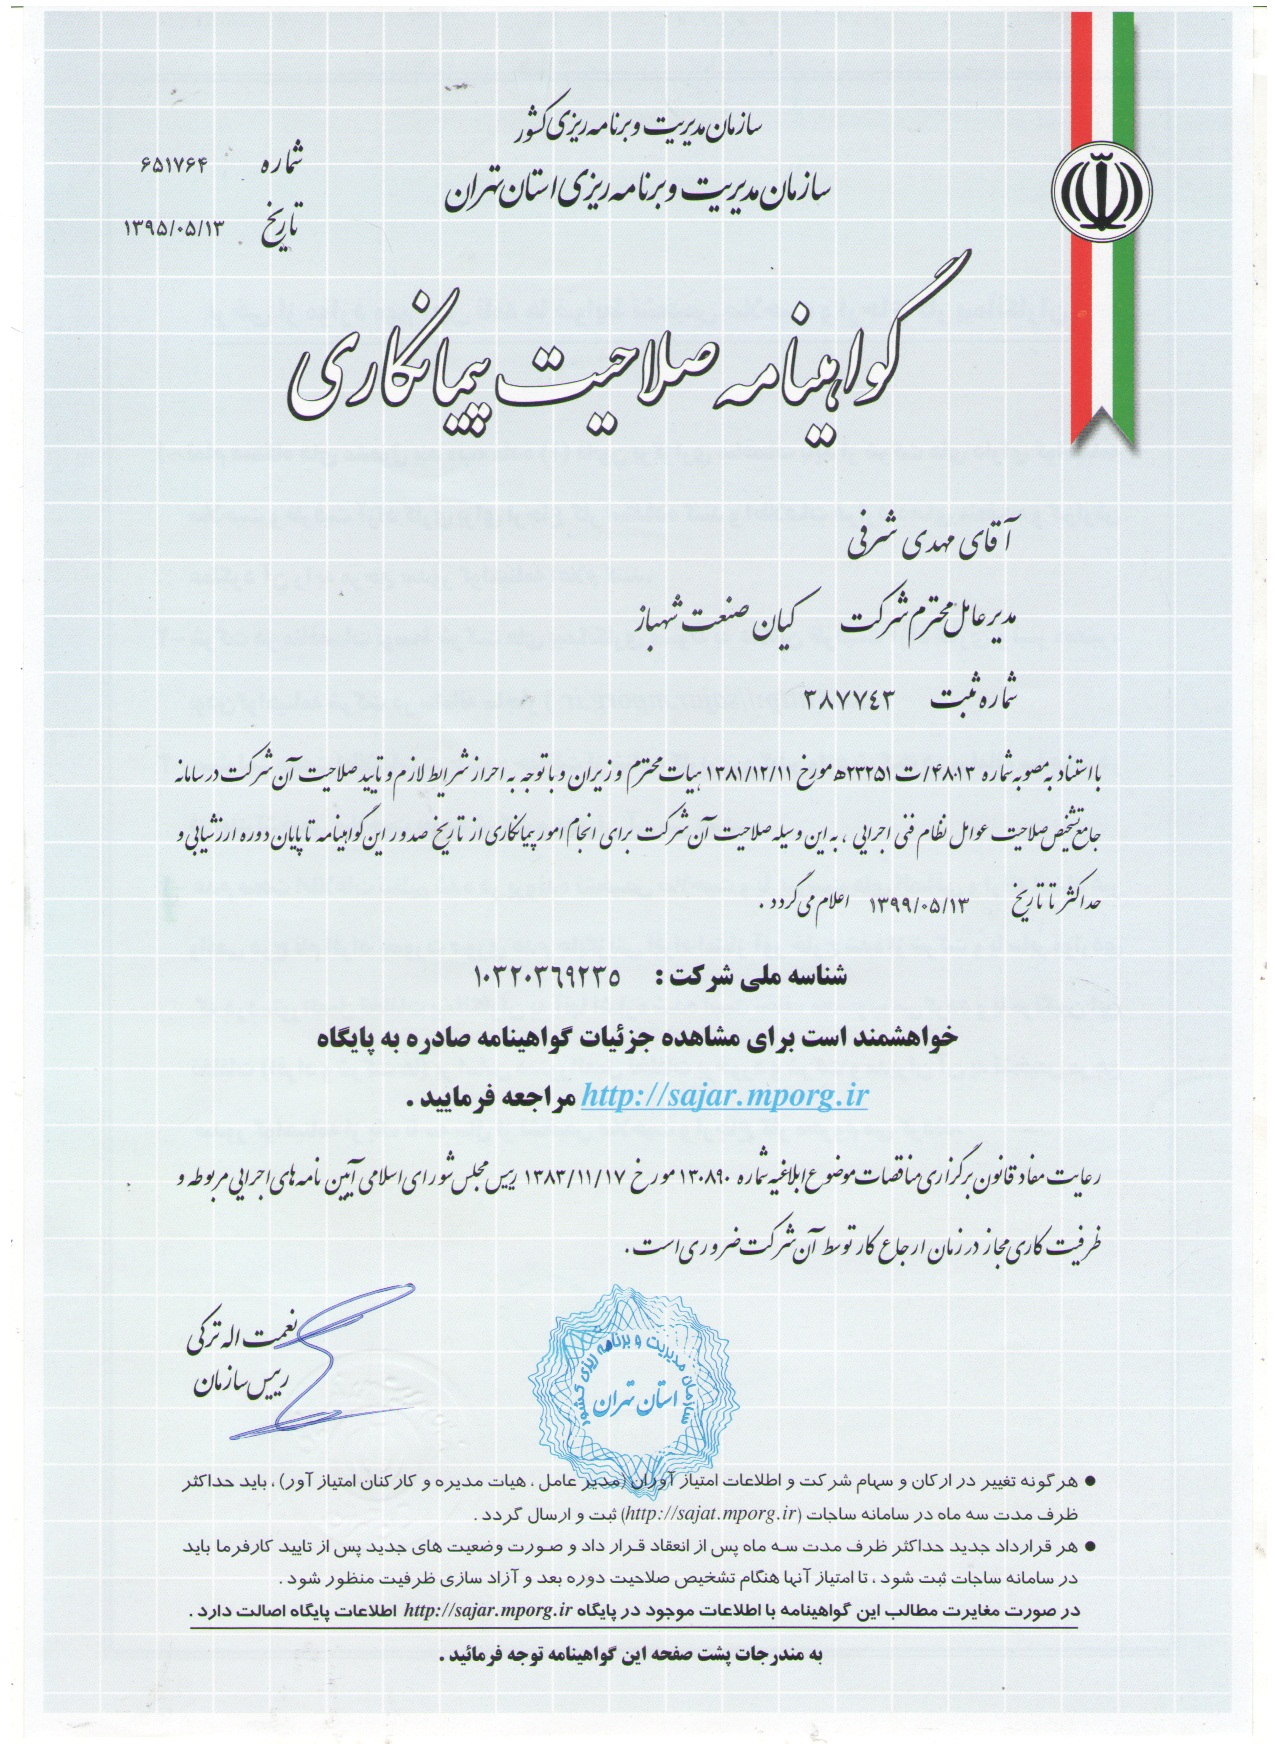 سازمان مدیریت و برنامه ریزی کشور
سازمان مدیریت و برنامه ریزی استان تهران
شماره ۶۵۱۷۶۴
تاریخ ۱۳۹۵/۰۵/۱۳
گواهینامه صلاحیت پیمانکاری
آقای مهدی شرفی
مدیر عامل محترم شرکت کیان صنعت شهباز
شماره ثبت ۳۸۷۷٤۳
با استناد به مصوبه شماره ۴۸۰۱۳/ت۲۳۲۵۱ه مورخ ۱۳۸۱/۱۲/۱۱ هیات محترم وزیران و با توجه به احراز شرایط لازم و تایید صلاحیت آن شرکت در سامانه
جامع تشخیص صلاحیت عوامل نظام فنی اجرایی ، به این وسیله صلاحیت آن شرکت برای انجام امور پیمانکاری از تاریخ صدور این گواهینامه تا پایان دوره ارزشیابی و
حداکثر تا تاریخ ۱۳۹۹/۰۵/۱۳ اعلام می گردد .
شناسه ملی شرکت : ۱۰۳۲۰۳٦۹۲۳٥
خواهشمند است برای مشاهده جزئیات گواهینامه صادره به پایگاه
http://sajar.mporg.ir مراجعه فرمایید .
رعایت مفاد قانون برگزاری مناقصات موضوع ابلاغیه شماره ۱۳۰۸۹۰ مورخ ۱۳۸۳/۱۱/۱۷ رییس مجلس شورای اسلامی آیین نامه های اجرایی مربوطه و
ظرفیت کاری مجاز در زمان ارجاع کار توسط آن شرکت ضروری است .
نعمت اله ترکی
رییس سازمان
سازمان مدیریت و برنامه ریزی کشور
استان تهران
● هر گونه تغییر در ارکان و سهام شرکت و اطلاعات امتیاز آوران (مدیر عامل ، هیات مدیره و کارکنان امتیاز آور) ، باید حداکثر
ظرف مدت سه ماه در سامانه ساجات (http://sajat.mporg.ir) ثبت و ارسال گردد .
● هر قرارداد جدید حداکثر ظرف مدت سه ماه پس از انعقاد قرار داد و صورت وضعیت های جدید پس از تایید کارفرما باید
در سامانه ساجات ثبت شود ، تا امتیاز آنها هنگام تشخیص صلاحیت دوره بعد و آزاد سازی ظرفیت منظور شود .
در صورت مغایرت مطالب این گواهینامه با اطلاعات موجود در پایگاه http://sajar.mporg.ir اطلاعات پایگاه اصالت دارد .
به مندرجات پشت صفحه این گواهینامه توجه فرمائید .